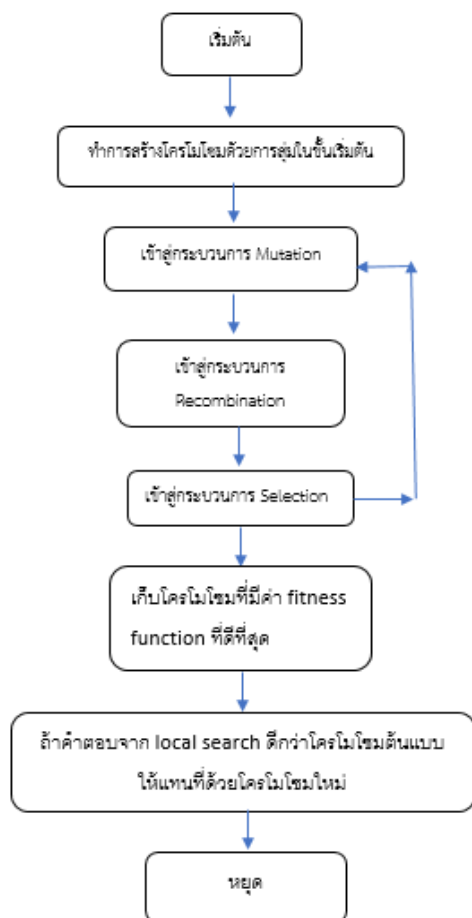 เริ่มต้น
ทำการสร้างโครโมโซมด้วยการสุ่มในขั้นเริ่มต้น
เข้าสู่กระบวนการ Mutation
เข้าสู่กระบวนการ
Recombination
เข้าสู่กระบวนการ Selection
เก็บโครโมโซมที่มีค่า fitness
function ที่ดีที่สุด
ถ้าคำตอบจาก local search ดีกว่าโครโมโซมต้นแบบ
ให้แทนที่ด้วยโครโมโซมใหม่
หยุด